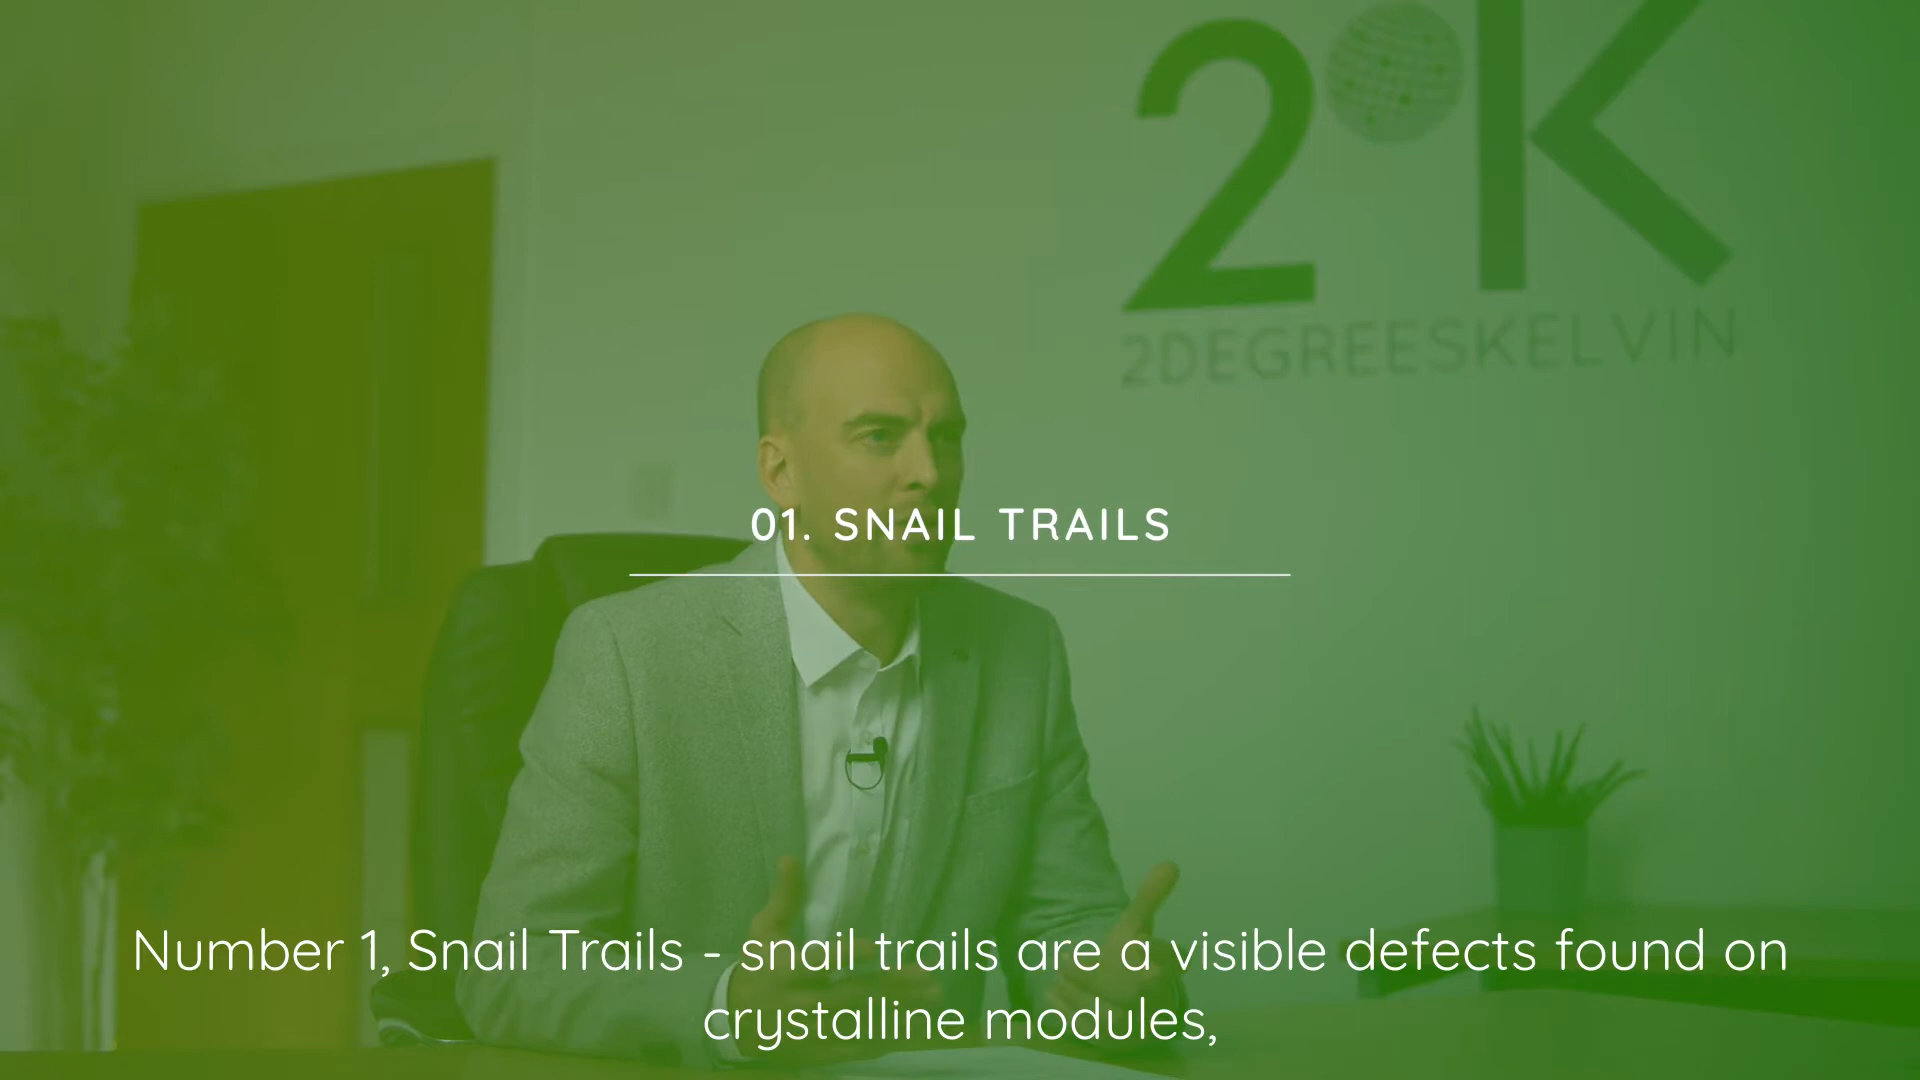 2°K
2DEGREESKELVIN
01. SNAIL TRAILS
Number 1, Snail Trails - snail trails are a visible defects found on
crystalline modules,